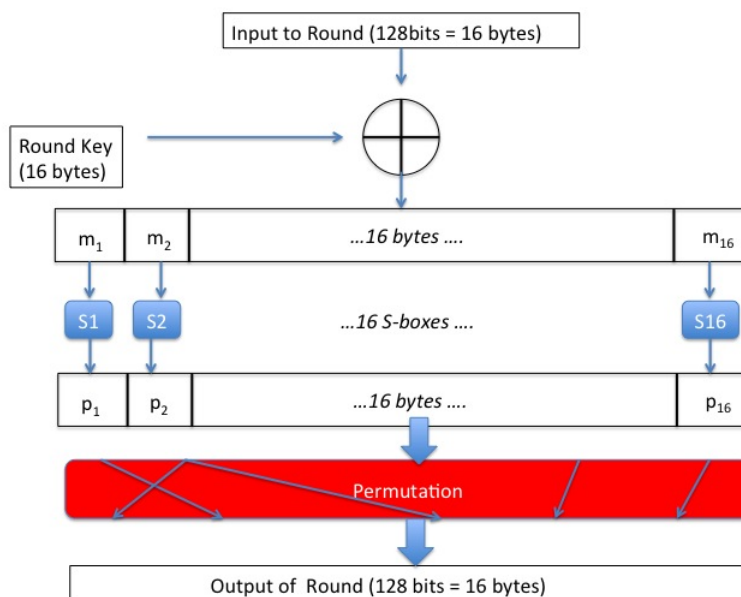 Input to Round (128bits = 16 bytes)
Round Key
(16 bytes)
m1 m2 ...16 bytes .... m16
S1 S2 ...16 S-boxes .... S16
p1 p2 ...16 bytes .... p16
Permutation
Output of Round (128 bits = 16 bytes)